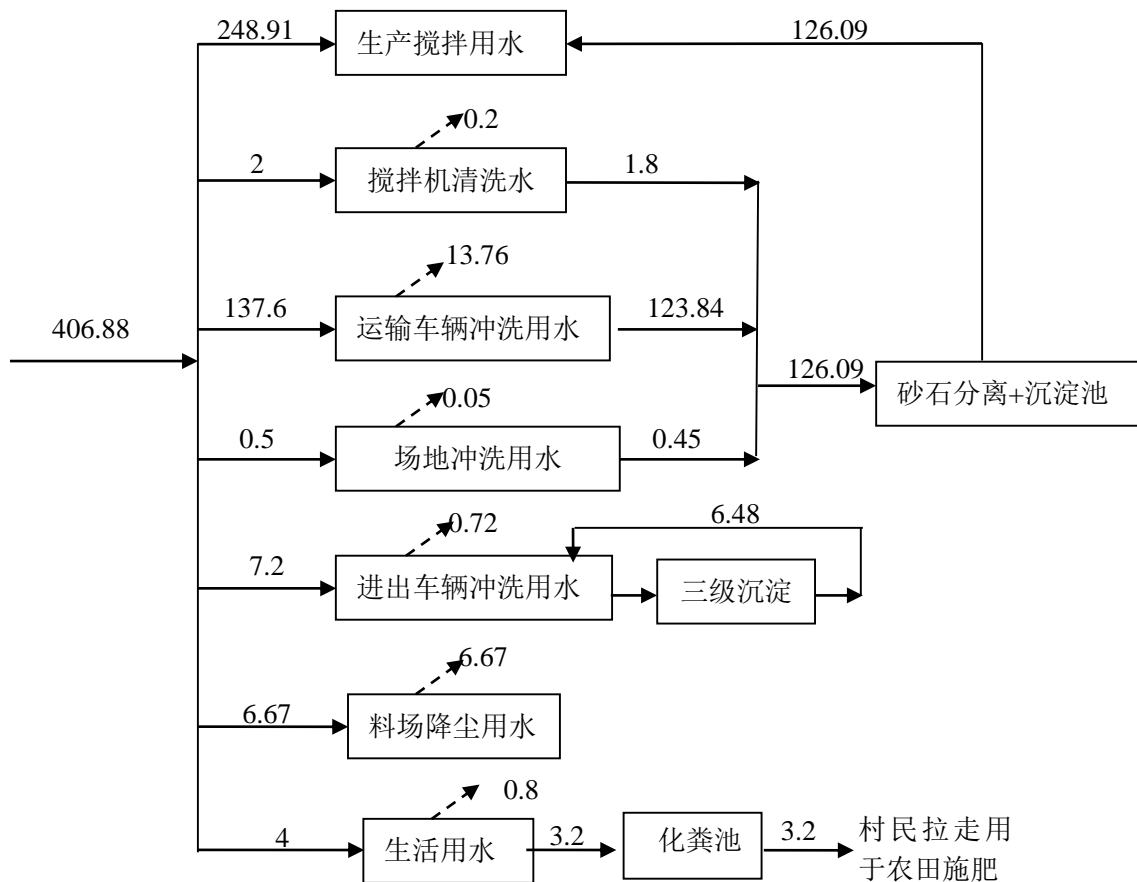 248.91
生产搅拌用水
126.09
0.2
2
搅拌机清洗水
1.8
13.76
137.6
运输车辆冲洗用水
123.84
406.88
126.09
砂石分离+沉淀池
0.05
0.5
场地冲洗用水
0.45
0.72
6.48
7.2
进出车辆冲洗用水
三级沉淀
6.67
6.67
料场降尘用水
0.8
4
生活用水
3.2
化粪池
3.2
村民拉走用
于农田施肥